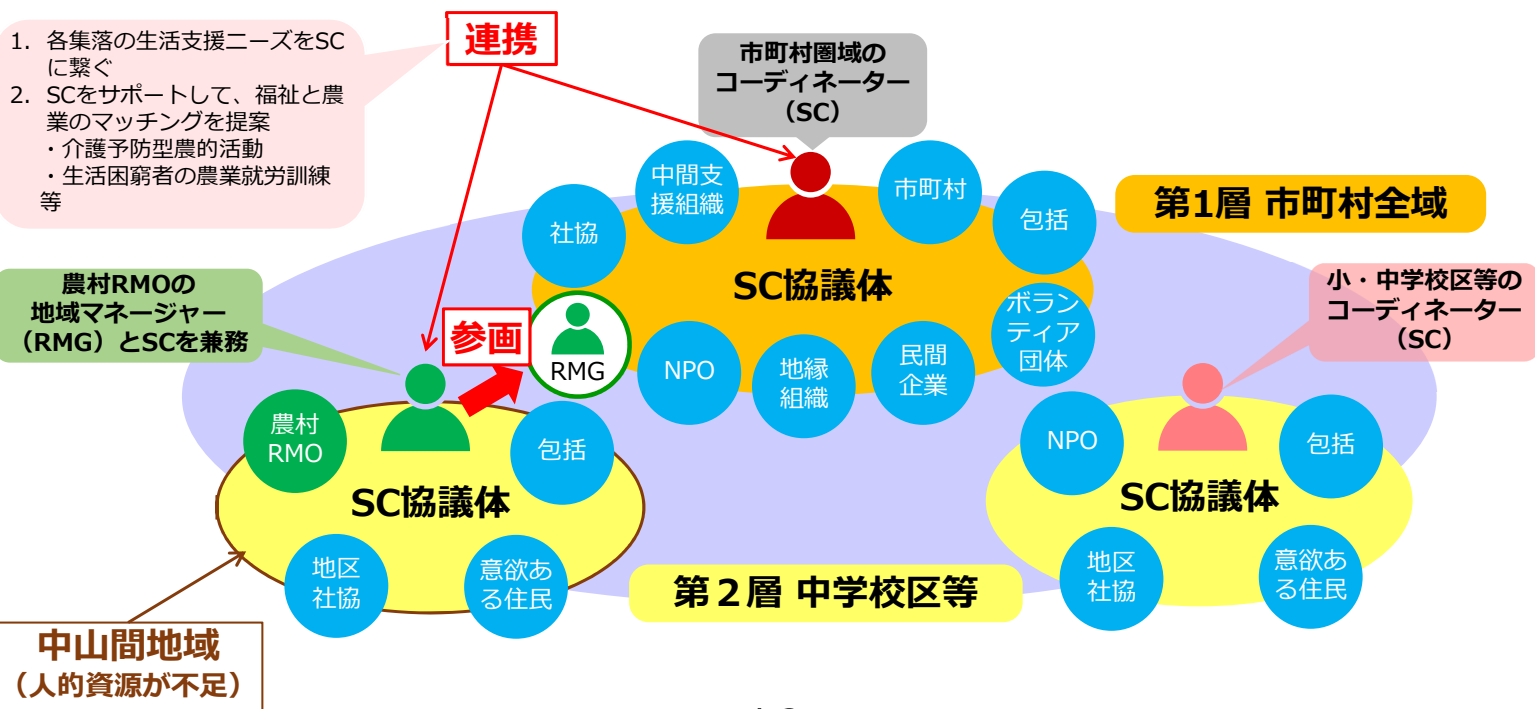 1. 各集落の生活支援ニーズをSC
に繋ぐ
2. SCをサポートして、福祉と農
業のマッチングを提案
・介護予防型農的活動
・生活困窮者の農業就労訓練
等
連携
市町村圏域の
コーディネーター
（SC）
中間支
援組織
市町村
社協
包括
第1層 市町村全域
SC協議体
農村RMOの
地域マネージャー
（RMG）とSCを兼務
参画
RMG
NPO
地縁
組織
民間
企業
ボラン
ティア
団体
小・中学校区等の
コーディネーター
（SC）
農村
RMO
包括
SC協議体
地区
社協
意欲あ
る住民
第２層 中学校区等
NPO
包括
SC協議体
地区
社協
意欲あ
る住民
中山間地域
（人的資源が不足）